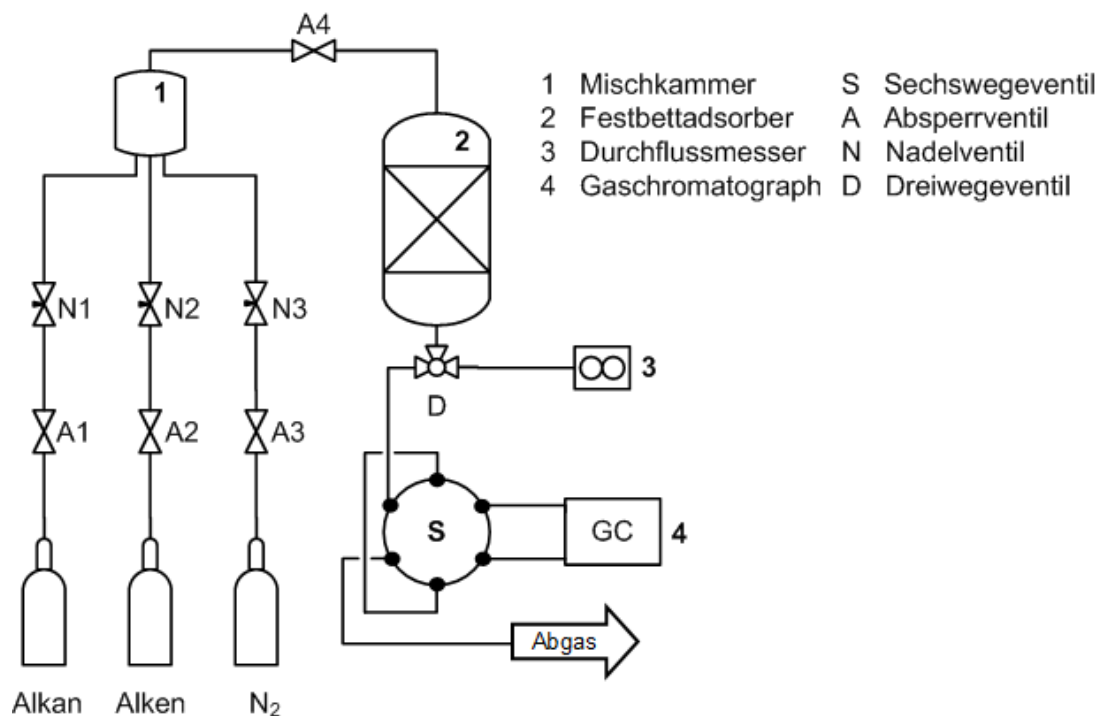 A4
1
1 Mischkammer S Sechswegeventil
2 Festbettadsorber A Absperrventil
3 Durchflussmesser N Nadelventil
4 Gaschromatograph D Dreiwegeventil
2
N1 N2 N3
3
D
A1 A2 A3
S
GC
4
Abgas
Alkan Alken N₂